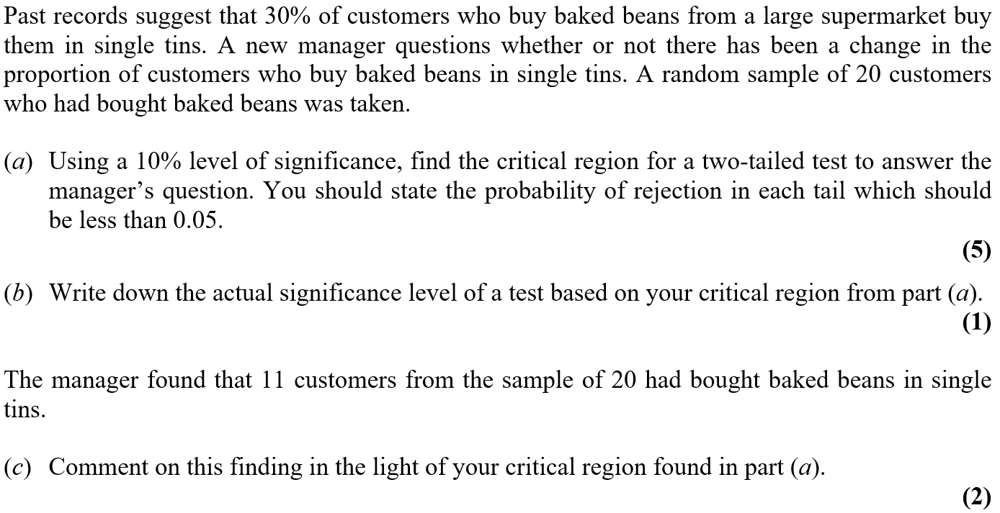 Past records suggest that 30% of customers who buy baked beans from a large supermarket buy
them in single tins. A new manager questions whether or not there has been a change in the
proportion of customers who buy baked beans in single tins. A random sample of 20 customers
who had bought baked beans was taken.
(a) Using a 10% level of significance, find the critical region for a two-tailed test to answer the
manager’s question. You should state the probability of rejection in each tail which should
be less than 0.05.
(5)
(b) Write down the actual significance level of a test based on your critical region from part (a).
(1)
The manager found that 11 customers from the sample of 20 had bought baked beans in single
tins.
(c) Comment on this finding in the light of your critical region found in part (a).
(2)